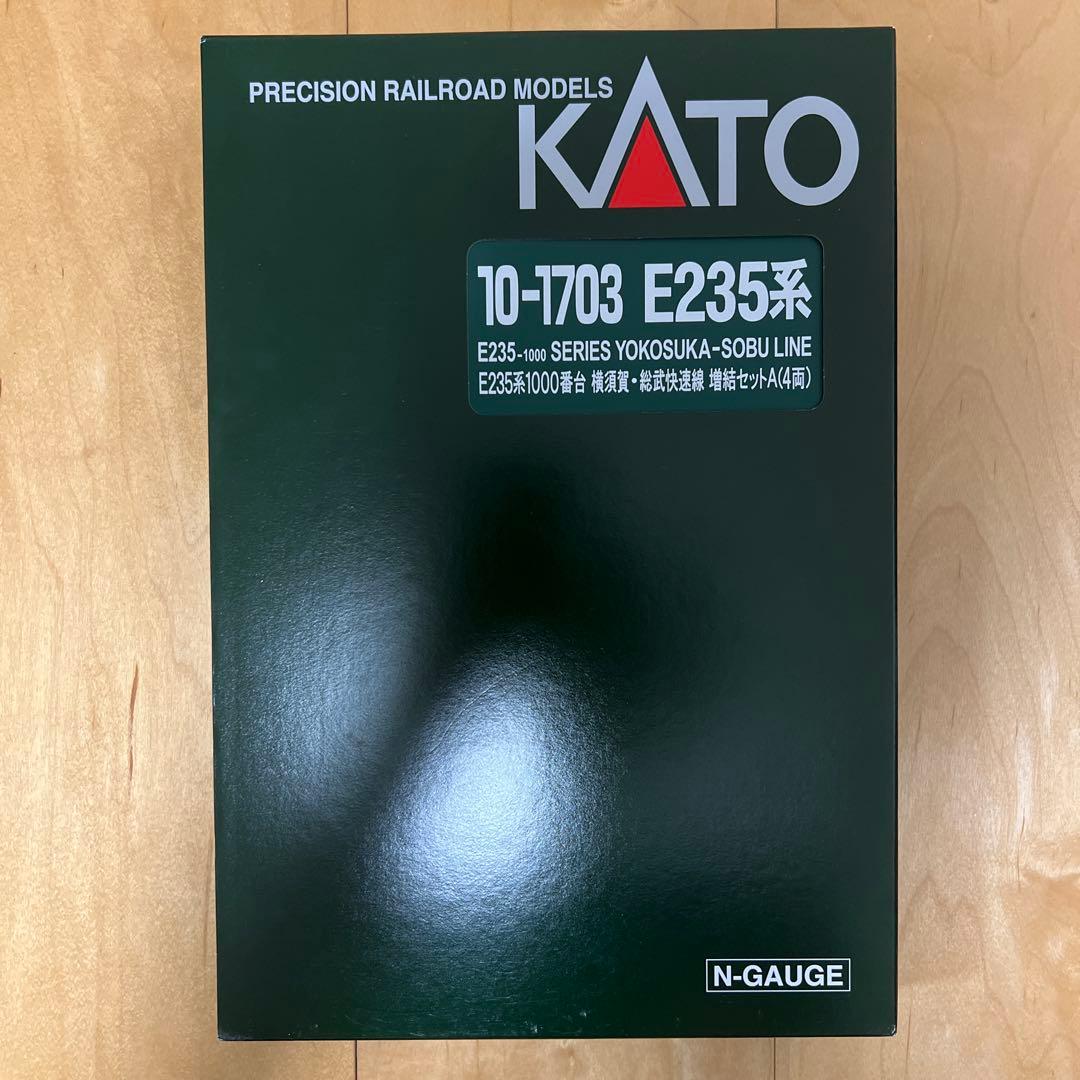 PRECISION RAILROAD MODELS
KATO
10-1703 E235系
E235-1000 SERIES YOKOSUKA-SOBU LINE
E235系1000番台 横須賀・総武快速線 増結セットA(4両)
N-GAUGE